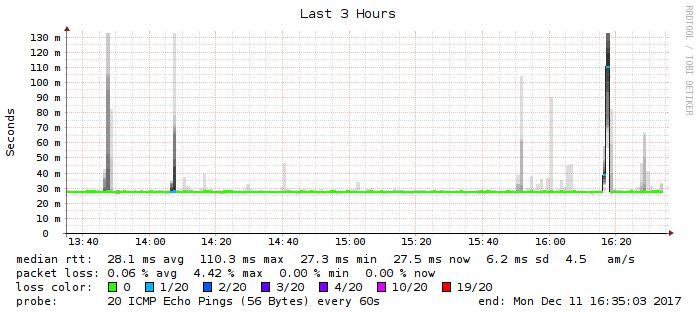 Last 3 Hours
RRDTOOL / TOBI OETIKER
Seconds
130 m
120 m
110 m
100 m
90 m
80 m
70 m
60 m
50 m
40 m
30 m
20 m
10 m
0
13:40 14:00 14:20 14:40 15:00 15:20 15:40 16:00 16:20
median rtt: 28.1 ms avg 110.3 ms max 27.3 ms min 27.5 ms now 6.2 ms sd 4.5 am/s
packet loss: 0.06 % avg 4.42 % max 0.00 % min 0.00 % now
loss color: 0 1/20 2/20 3/20 4/20 10/20 19/20
probe: 20 ICMP Echo Pings (56 Bytes) every 60s end: Mon Dec 11 16:35:03 2017